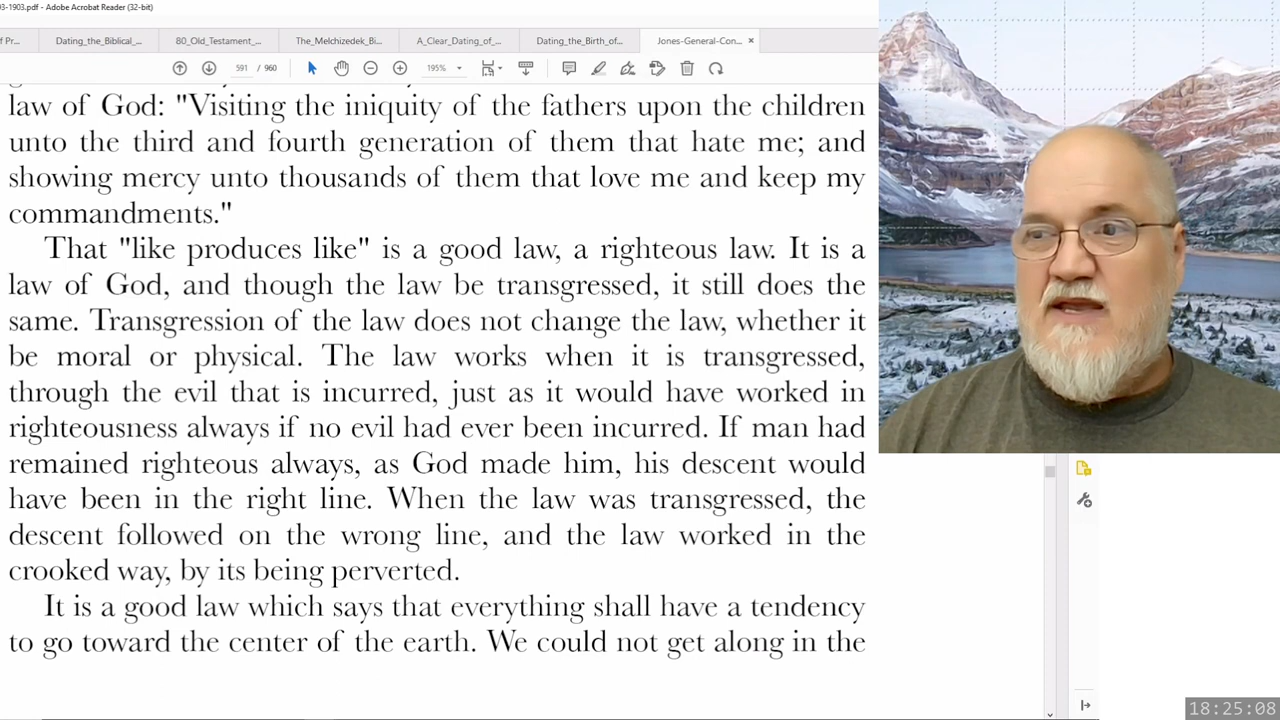 93-1903.pdf - Adobe Acrobat Reader (32-bit)
f Pr...
Dating_the_Biblical_...
80_Old_Testament_...
The_Melchizedek_Bi...
A_Clear_Dating_of_...
Dating_the_Birth_of...
Jones-General-Con...
591 / 960
195%
law of God: "Visiting the iniquity of the fathers upon the children
unto the third and fourth generation of them that hate me; and
showing mercy unto thousands of them that love me and keep my
commandments."
That "like produces like" is a good law, a righteous law. It is a
law of God, and though the law be transgressed, it still does the
same. Transgression of the law does not change the law, whether it
be moral or physical. The law works when it is transgressed,
through the evil that is incurred, just as it would have worked in
righteousness always if no evil had ever been incurred. If man had
remained righteous always, as God made him, his descent would
have been in the right line. When the law was transgressed, the
descent followed on the wrong line, and the law worked in the
crooked way, by its being perverted.
It is a good law which says that everything shall have a tendency
to go toward the center of the earth. We could not get along in the
18:25:08